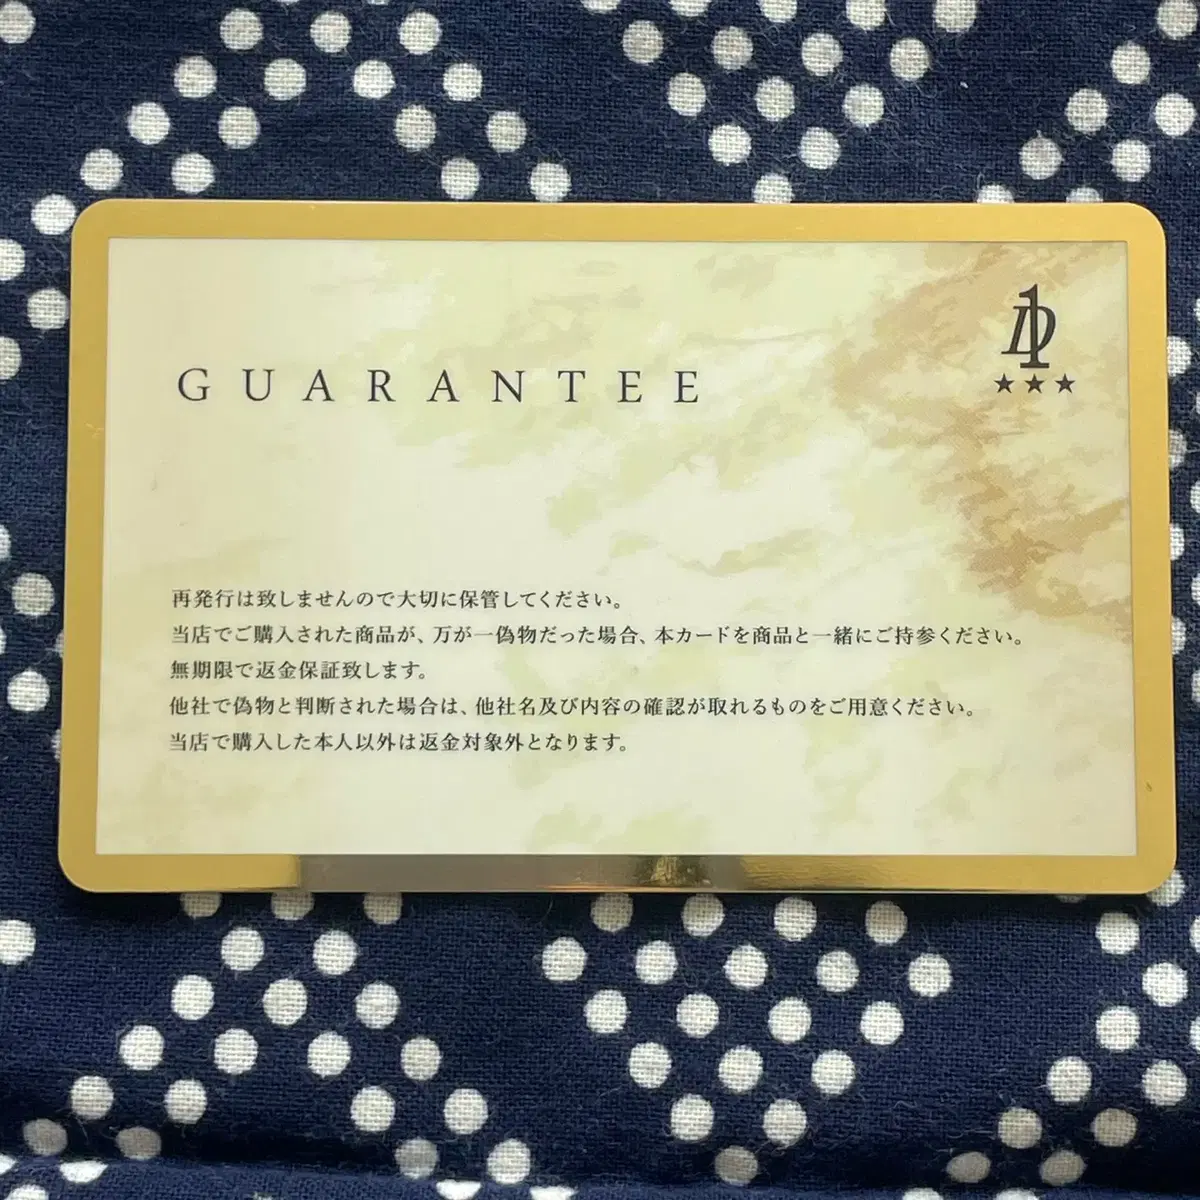 GUARANTEE
再発行は致しませんので大切に保管してください。
当店でご購入された商品が、万が一偽物だった場合、本カードを商品と一緒にご持参ください。
無期限で返金保証致します。
他社で偽物と判断された場合は、他社名及び内容の確認が取れるものをご用意ください。
当店で購入した本人以外は返金対象外となります。